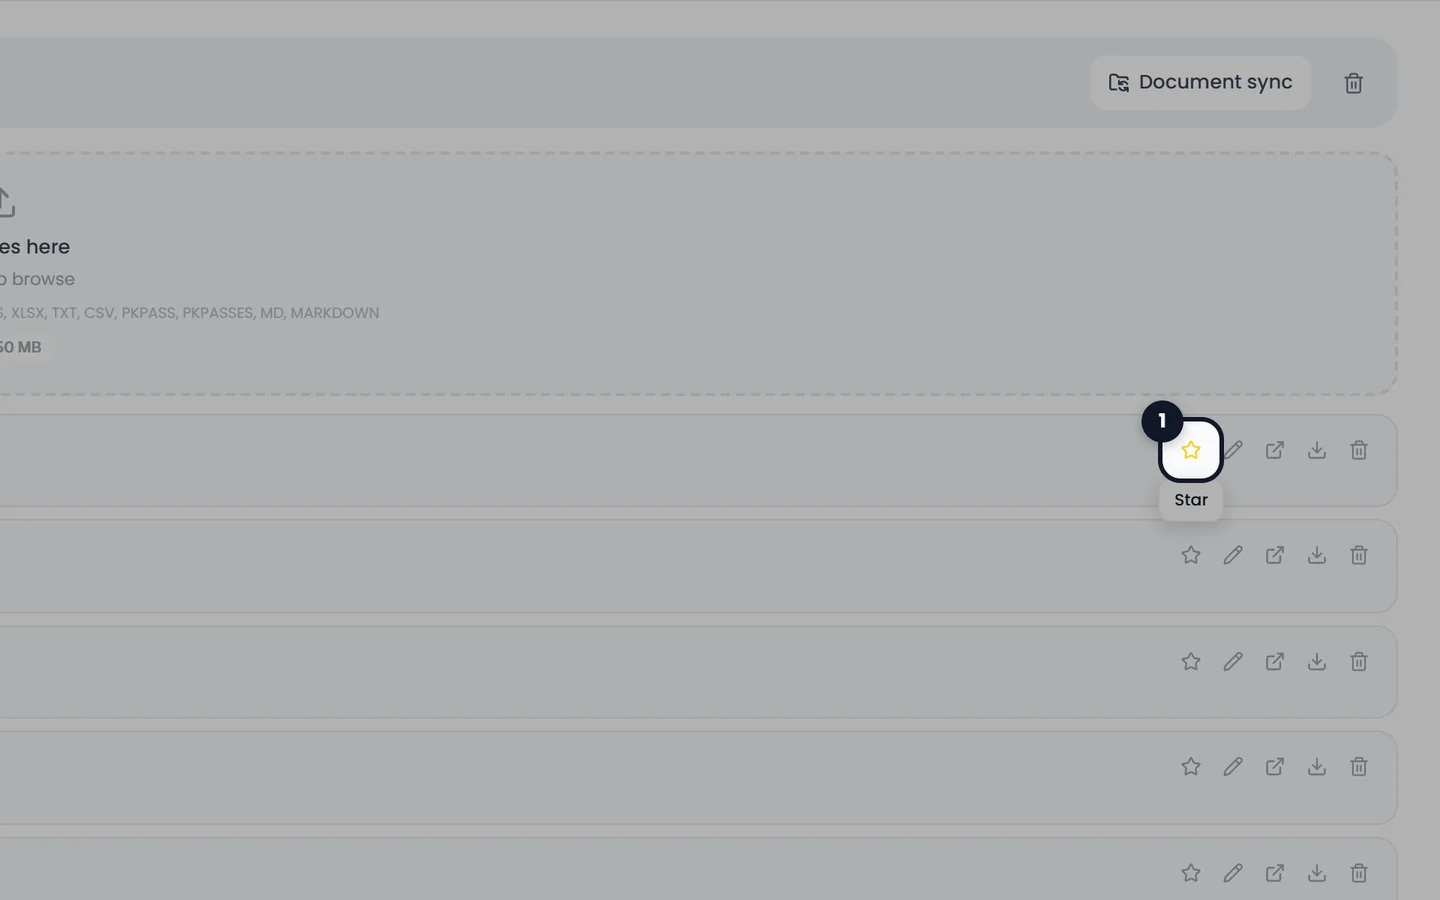 Document sync
es here
o browse
S, XLSX, TXT, CSV, PKPASS, PKPASSES, MD, MARKDOWN
50 MB
1
Star